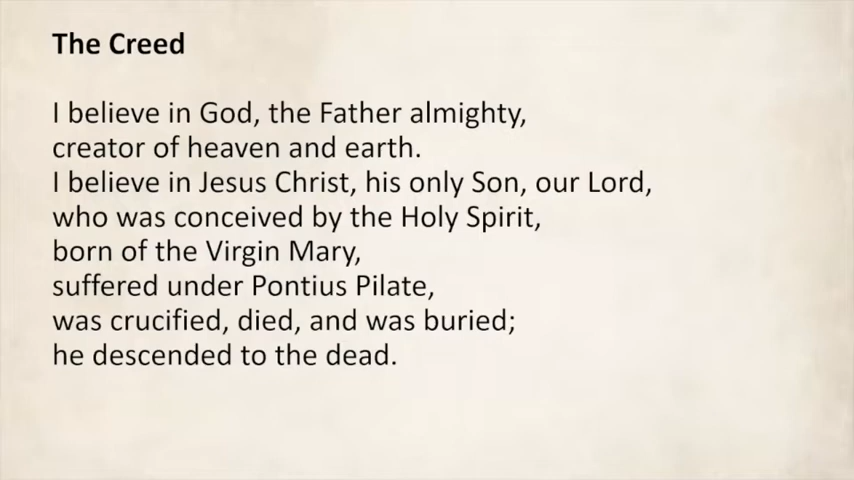 The Creed
I believe in God, the Father almighty,
creator of heaven and earth.
I believe in Jesus Christ, his only Son, our Lord,
who was conceived by the Holy Spirit,
born of the Virgin Mary,
suffered under Pontius Pilate,
was crucified, died, and was buried;
he descended to the dead.